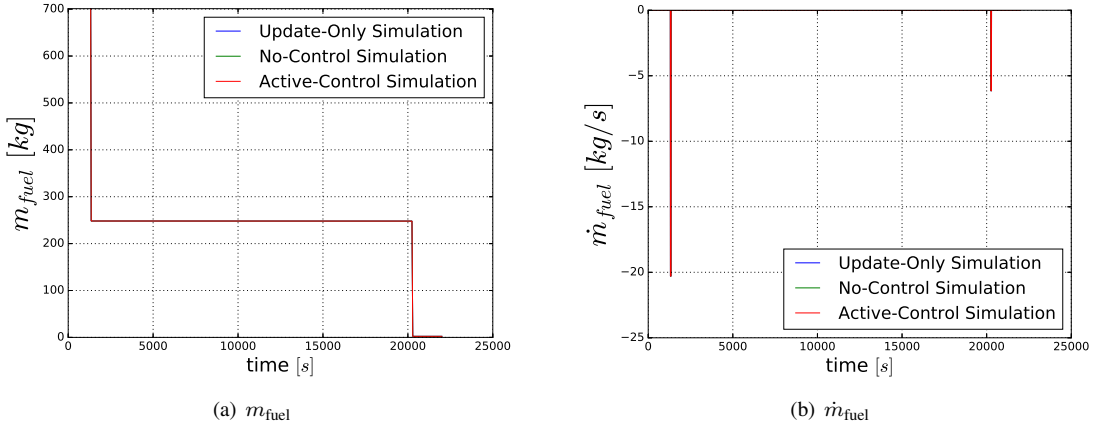 700
600
500
400
300
200
100
0
m_fuel [kg]
Update-Only Simulation
No-Control Simulation
Active-Control Simulation
0 5000 10000 15000 20000 25000
time [s]
(a) m_fuel
0
−5
−10
−15
−20
−25
ṁ_fuel [kg/s]
Update-Only Simulation
No-Control Simulation
Active-Control Simulation
0 5000 10000 15000 20000 25000
time [s]
(b) ṁ_fuel